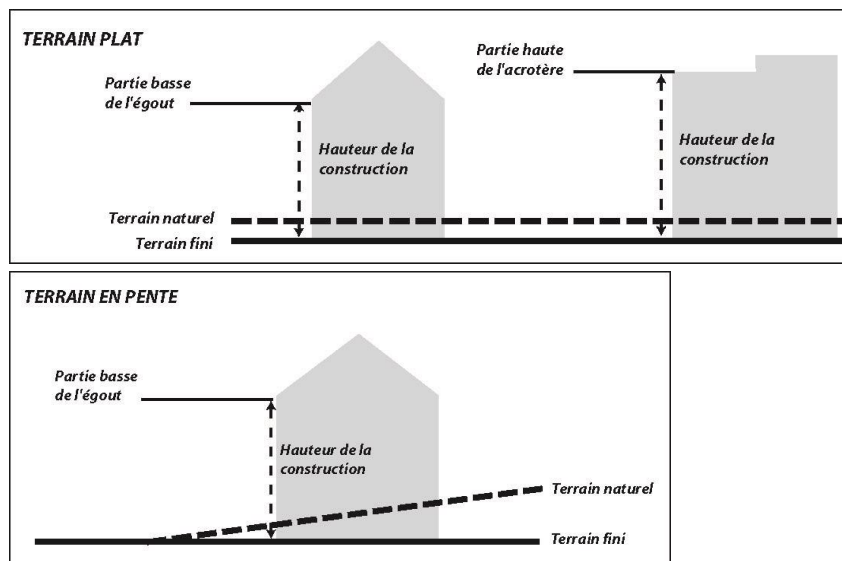 TERRAIN PLAT
Partie basse
de l'égout
Hauteur de la
construction
Partie haute
de l'acrotère
Hauteur de la
construction
Terrain naturel
Terrain fini
TERRAIN EN PENTE
Partie basse
de l'égout
Hauteur de la
construction
Terrain naturel
Terrain fini